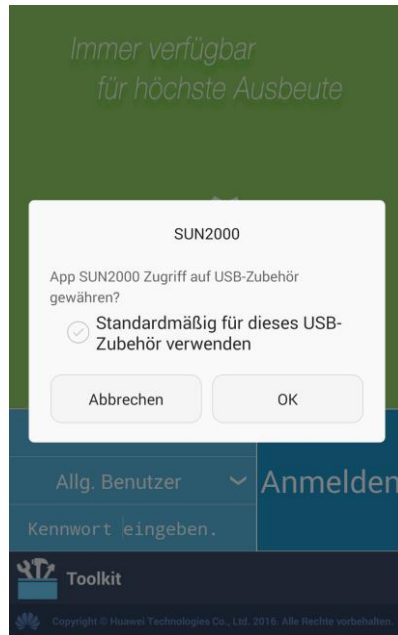 Immer verfügbar
für höchste Ausbeute
SUN2000
App SUN2000 Zugriff auf USB-Zubehör
gewähren?
Standardmäßig für dieses USB-
Zubehör verwenden
Abbrechen
OK
Allg. Benutzer
Anmelden
Kennwort eingeben.
Toolkit
Copyright © Huawei Technologies Co., Ltd. 2016. Alle Rechte vorbehalten.